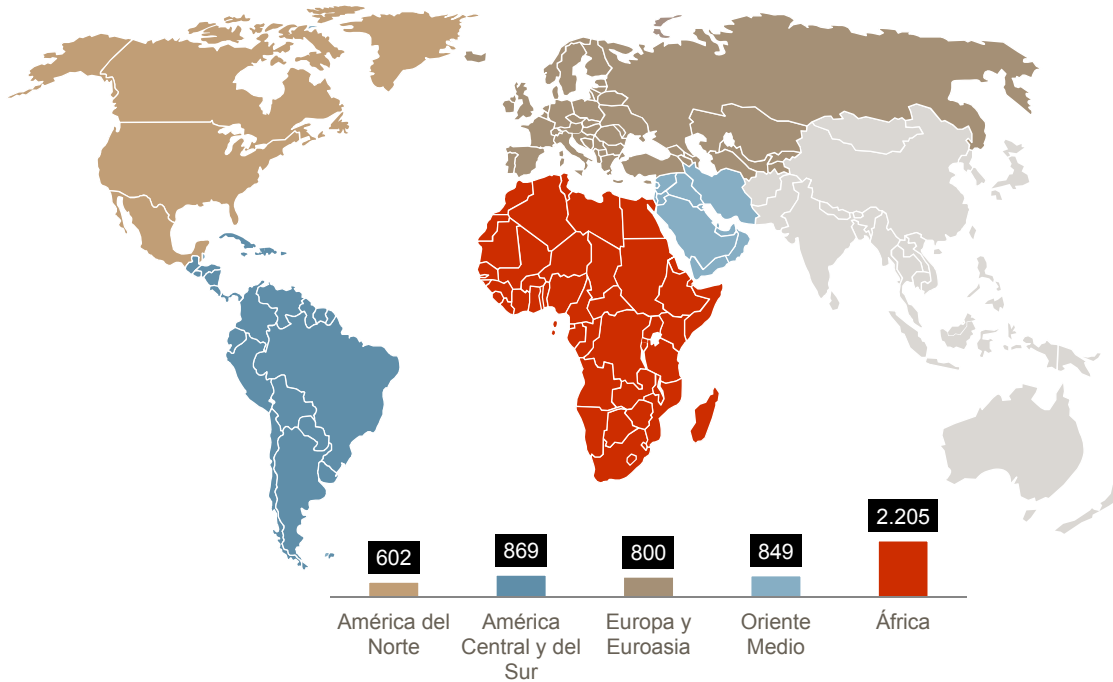 602
869
800
849
2.205
América del
Norte
América
Central y del
Sur
Europa y
Euroasia
Oriente
Medio
África